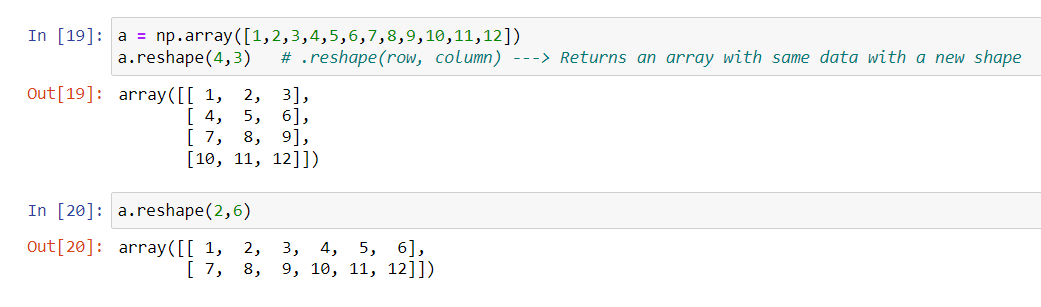 In [19]: a = np.array([1,2,3,4,5,6,7,8,9,10,11,12])
a.reshape(4,3)   # .reshape(row, column) ---> Returns an array with same data with a new shape
Out[19]: array([[ 1,  2,  3],
       [ 4,  5,  6],
       [ 7,  8,  9],
       [10, 11, 12]])
In [20]: a.reshape(2,6)
Out[20]: array([[ 1,  2,  3,  4,  5,  6],
       [ 7,  8,  9, 10, 11, 12]])